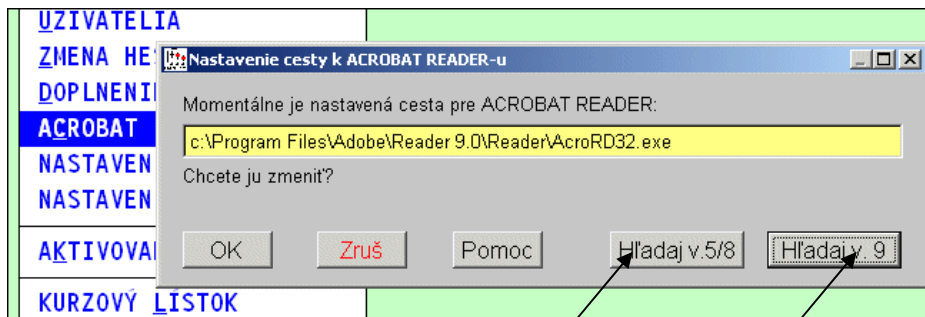 UZIVATELIA
ZMENA HE
Nastavenie cesty k ACROBAT READER-u
DOPLNENI
Momentálne je nastavená cesta pre ACROBAT READER:
ACROBAT
c:\Program Files\Adobe\Reader 9.0\Reader\AcroRD32.exe
NASTAVEN
Chcete ju zmeniť?
NASTAVEN
AKTIVOVA
OK Zruš Pomoc Hľadaj v.5/8 Hľadaj v. 9
KURZOVÝ LÍSTOK